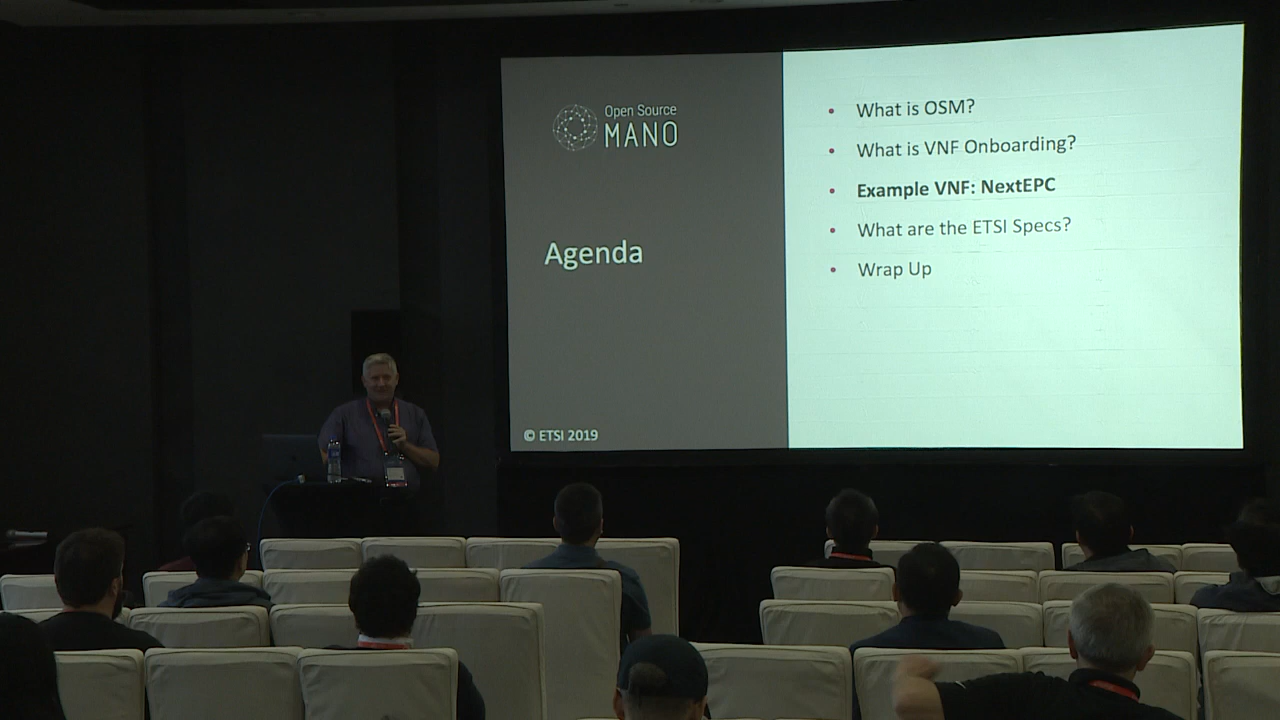 Open Source
MANO
Agenda
© ETSI 2019
• What is OSM?
• What is VNF Onboarding?
• Example VNF: NextEPC
• What are the ETSI Specs?
• Wrap Up